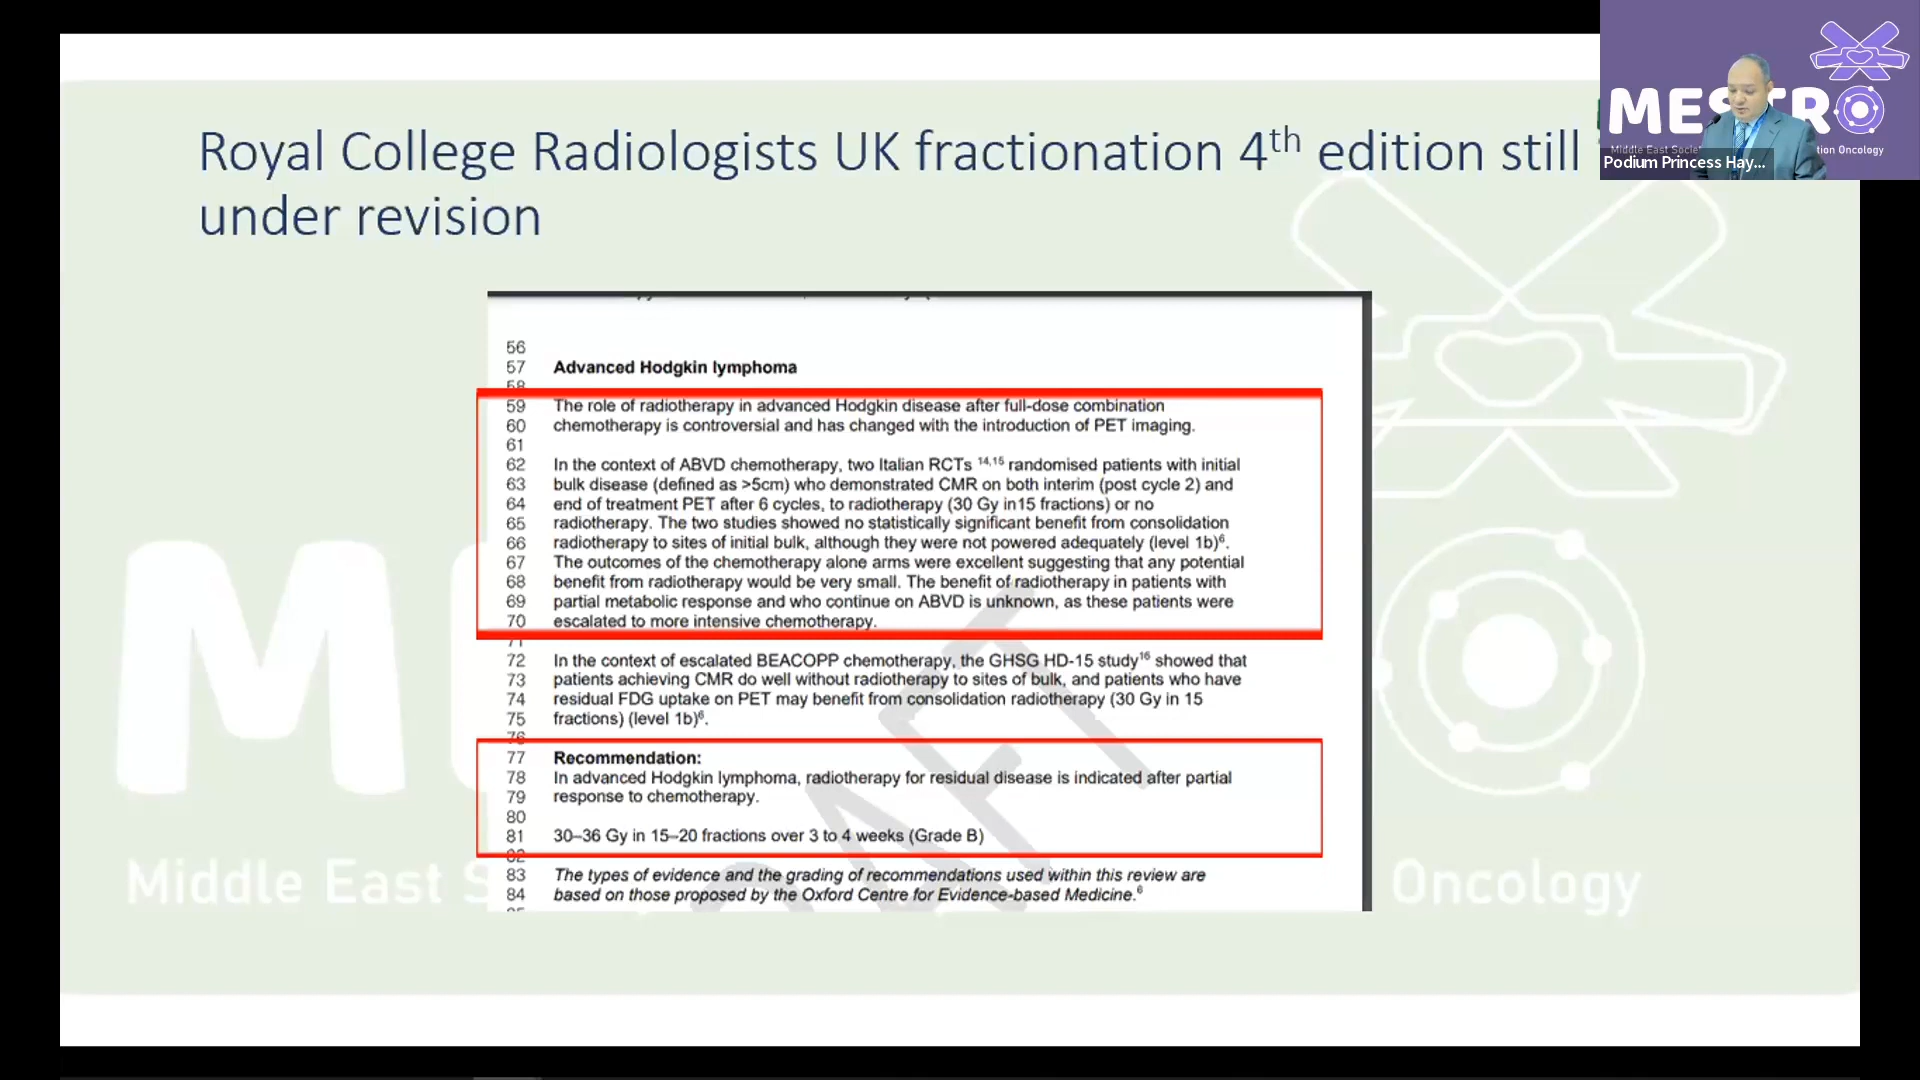 Royal College Radiologists UK fractionation 4th edition still
under revision
MESTRO
Middle East Socie
tion Oncology
Podium Princess Hay...
56
57 Advanced Hodgkin lymphoma
58
59 The role of radiotherapy in advanced Hodgkin disease after full-dose combination
60 chemotherapy is controversial and has changed with the introduction of PET imaging.
61
62 In the context of ABVD chemotherapy, two Italian RCTs 14,15 randomised patients with initial
63 bulk disease (defined as >5cm) who demonstrated CMR on both interim (post cycle 2) and
64 end of treatment PET after 6 cycles, to radiotherapy (30 Gy in15 fractions) or no
65 radiotherapy. The two studies showed no statistically significant benefit from consolidation
66 radiotherapy to sites of initial bulk, although they were not powered adequately (level 1b)6.
67 The outcomes of the chemotherapy alone arms were excellent suggesting that any potential
68 benefit from radiotherapy would be very small. The benefit of radiotherapy in patients with
69 partial metabolic response and who continue on ABVD is unknown, as these patients were
70 escalated to more intensive chemotherapy.
71
72 In the context of escalated BEACOPP chemotherapy, the GHSG HD-15 study16 showed that
73 patients achieving CMR do well without radiotherapy to sites of bulk, and patients who have
74 residual FDG uptake on PET may benefit from consolidation radiotherapy (30 Gy in 15
75 fractions) (level 1b)6.
76
77 Recommendation:
78 In advanced Hodgkin lymphoma, radiotherapy for residual disease is indicated after partial
79 response to chemotherapy.
80
81 30–36 Gy in 15–20 fractions over 3 to 4 weeks (Grade B)
82
83 The types of evidence and the grading of recommendations used within this review are
84 based on those proposed by the Oxford Centre for Evidence-based Medicine.6
Middle East S
Oncology